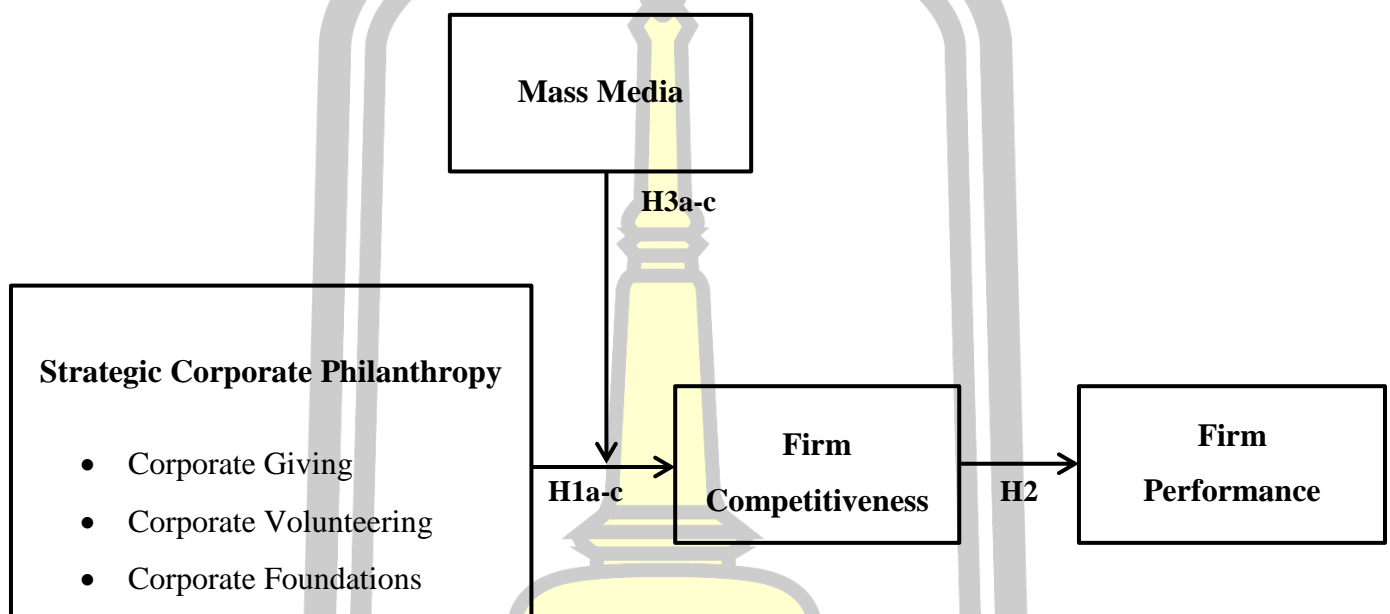 Mass Media
H3a-c
Strategic Corporate Philanthropy
• Corporate Giving
• Corporate Volunteering
• Corporate Foundations
H1a-c
Firm
Competitiveness
H2
Firm
Performance